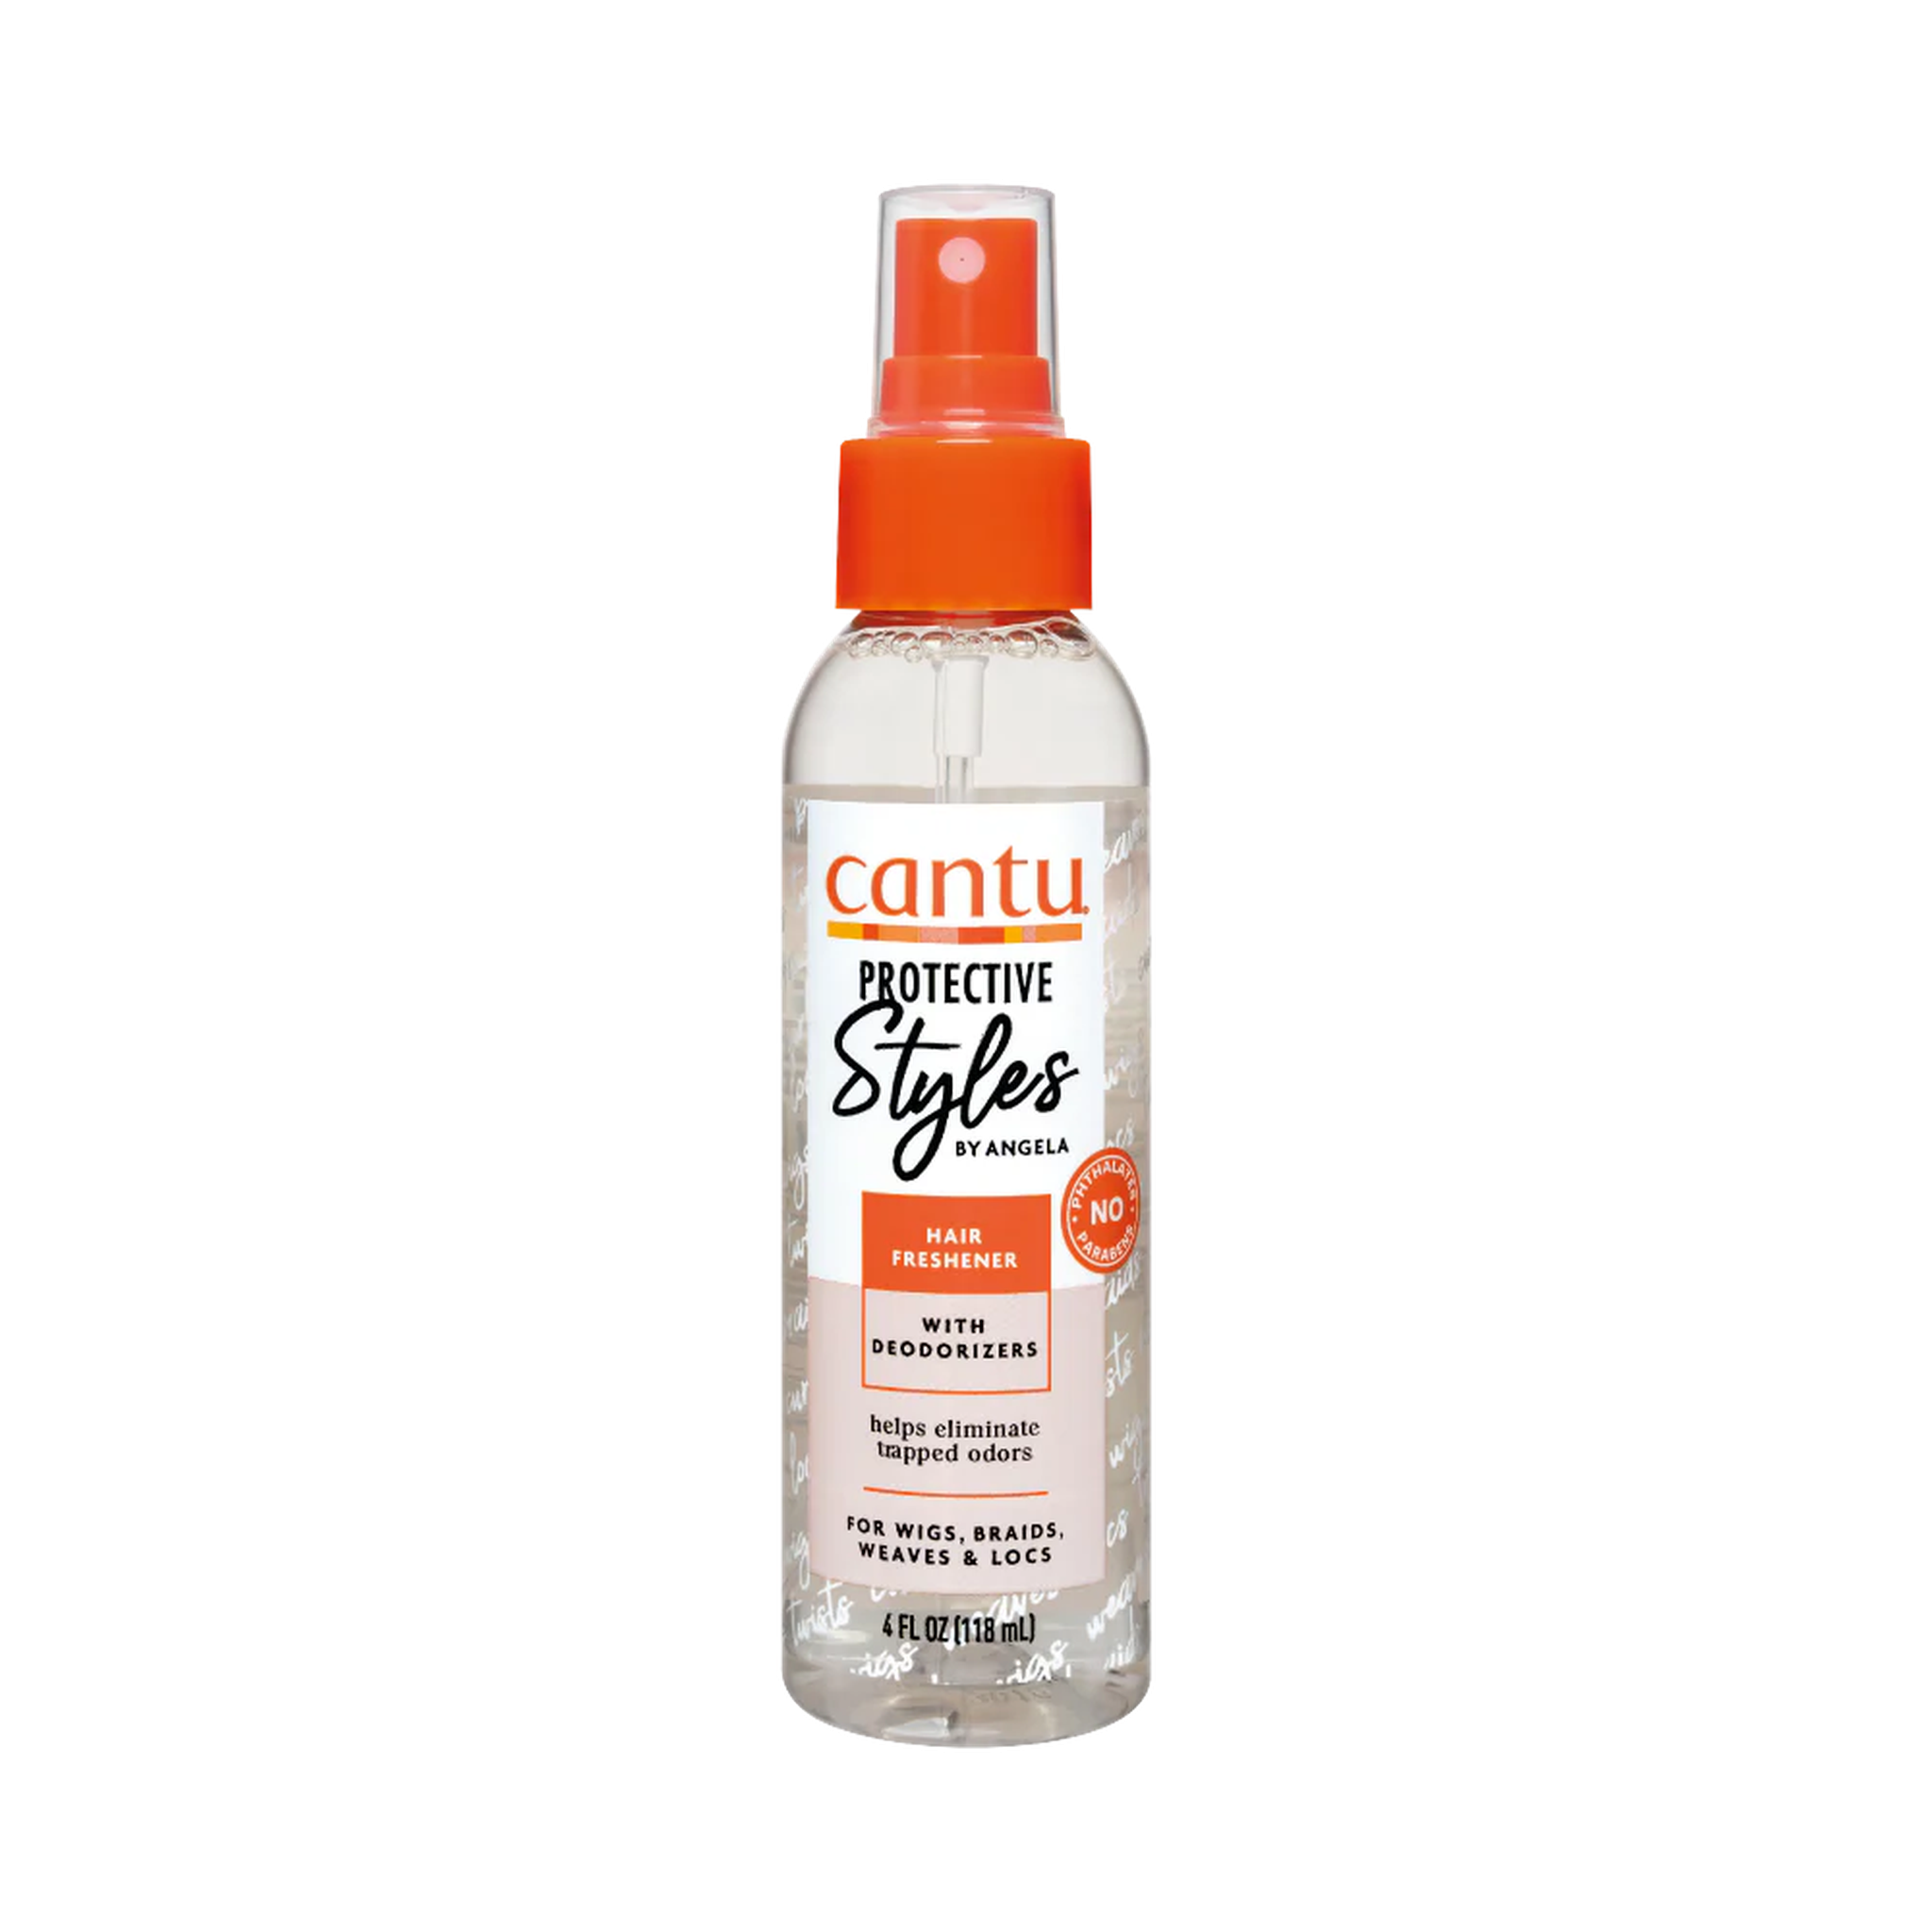 cantu
PROTECTIVE
Styles
BY ANGELA
PHTHALATES
NO
PARABENS
HAIR
FRESHENER
WITH
DEODORIZERS
helps eliminate
trapped odors
FOR WIGS, BRAIDS,
WEAVES & LOCS
twists
4 FL OZ (118 mL)